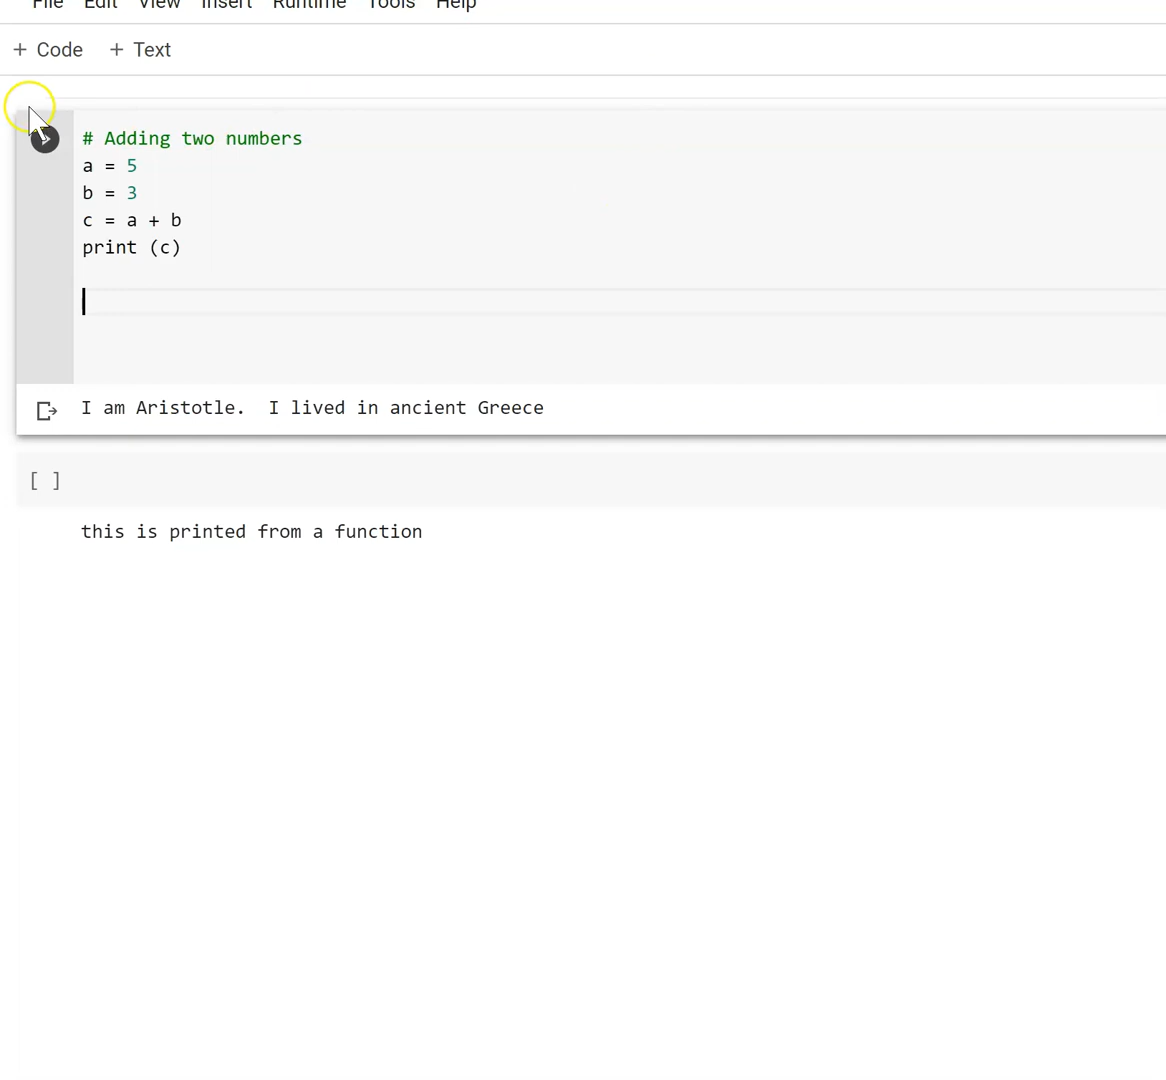 File Edit View Insert Runtime Tools Help
+ Code + Text
# Adding two numbers
a = 5
b = 3
c = a + b
print (c)
I am Aristotle.  I lived in ancient Greece
[ ]
this is printed from a function